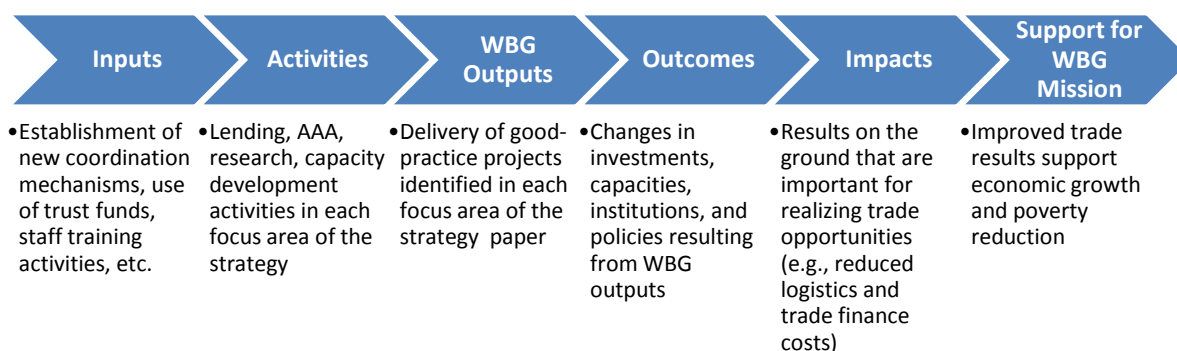 Inputs
Activities
WBG
Outputs
Outcomes
Impacts
Support for
WBG
Mission
•Establishment of
new coordination
mechanisms, use
of trust funds,
staff training
activities, etc.
•Lending, AAA,
research, capacity
development
activities in each
focus area of the
strategy
•Delivery of good-
practice projects
identified in each
focus area of the
strategy paper
•Changes in
investments,
capacities,
institutions, and
policies resulting
from WBG
outputs
•Results on the
ground that are
important for
realizing trade
opportunities
(e.g., reduced
logistics and
trade finance
costs)
•Improved trade
results support
economic growth
and poverty
reduction